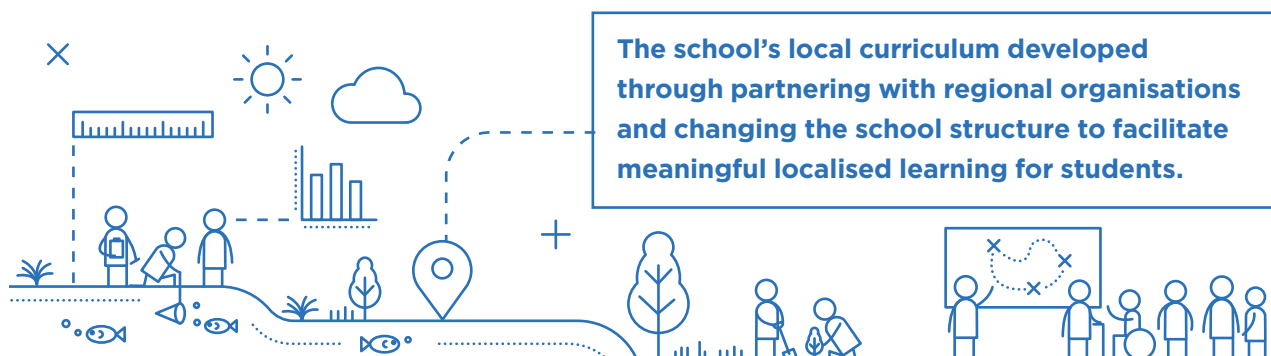 The school’s local curriculum developed
through partnering with regional organisations
and changing the school structure to facilitate
meaningful localised learning for students.